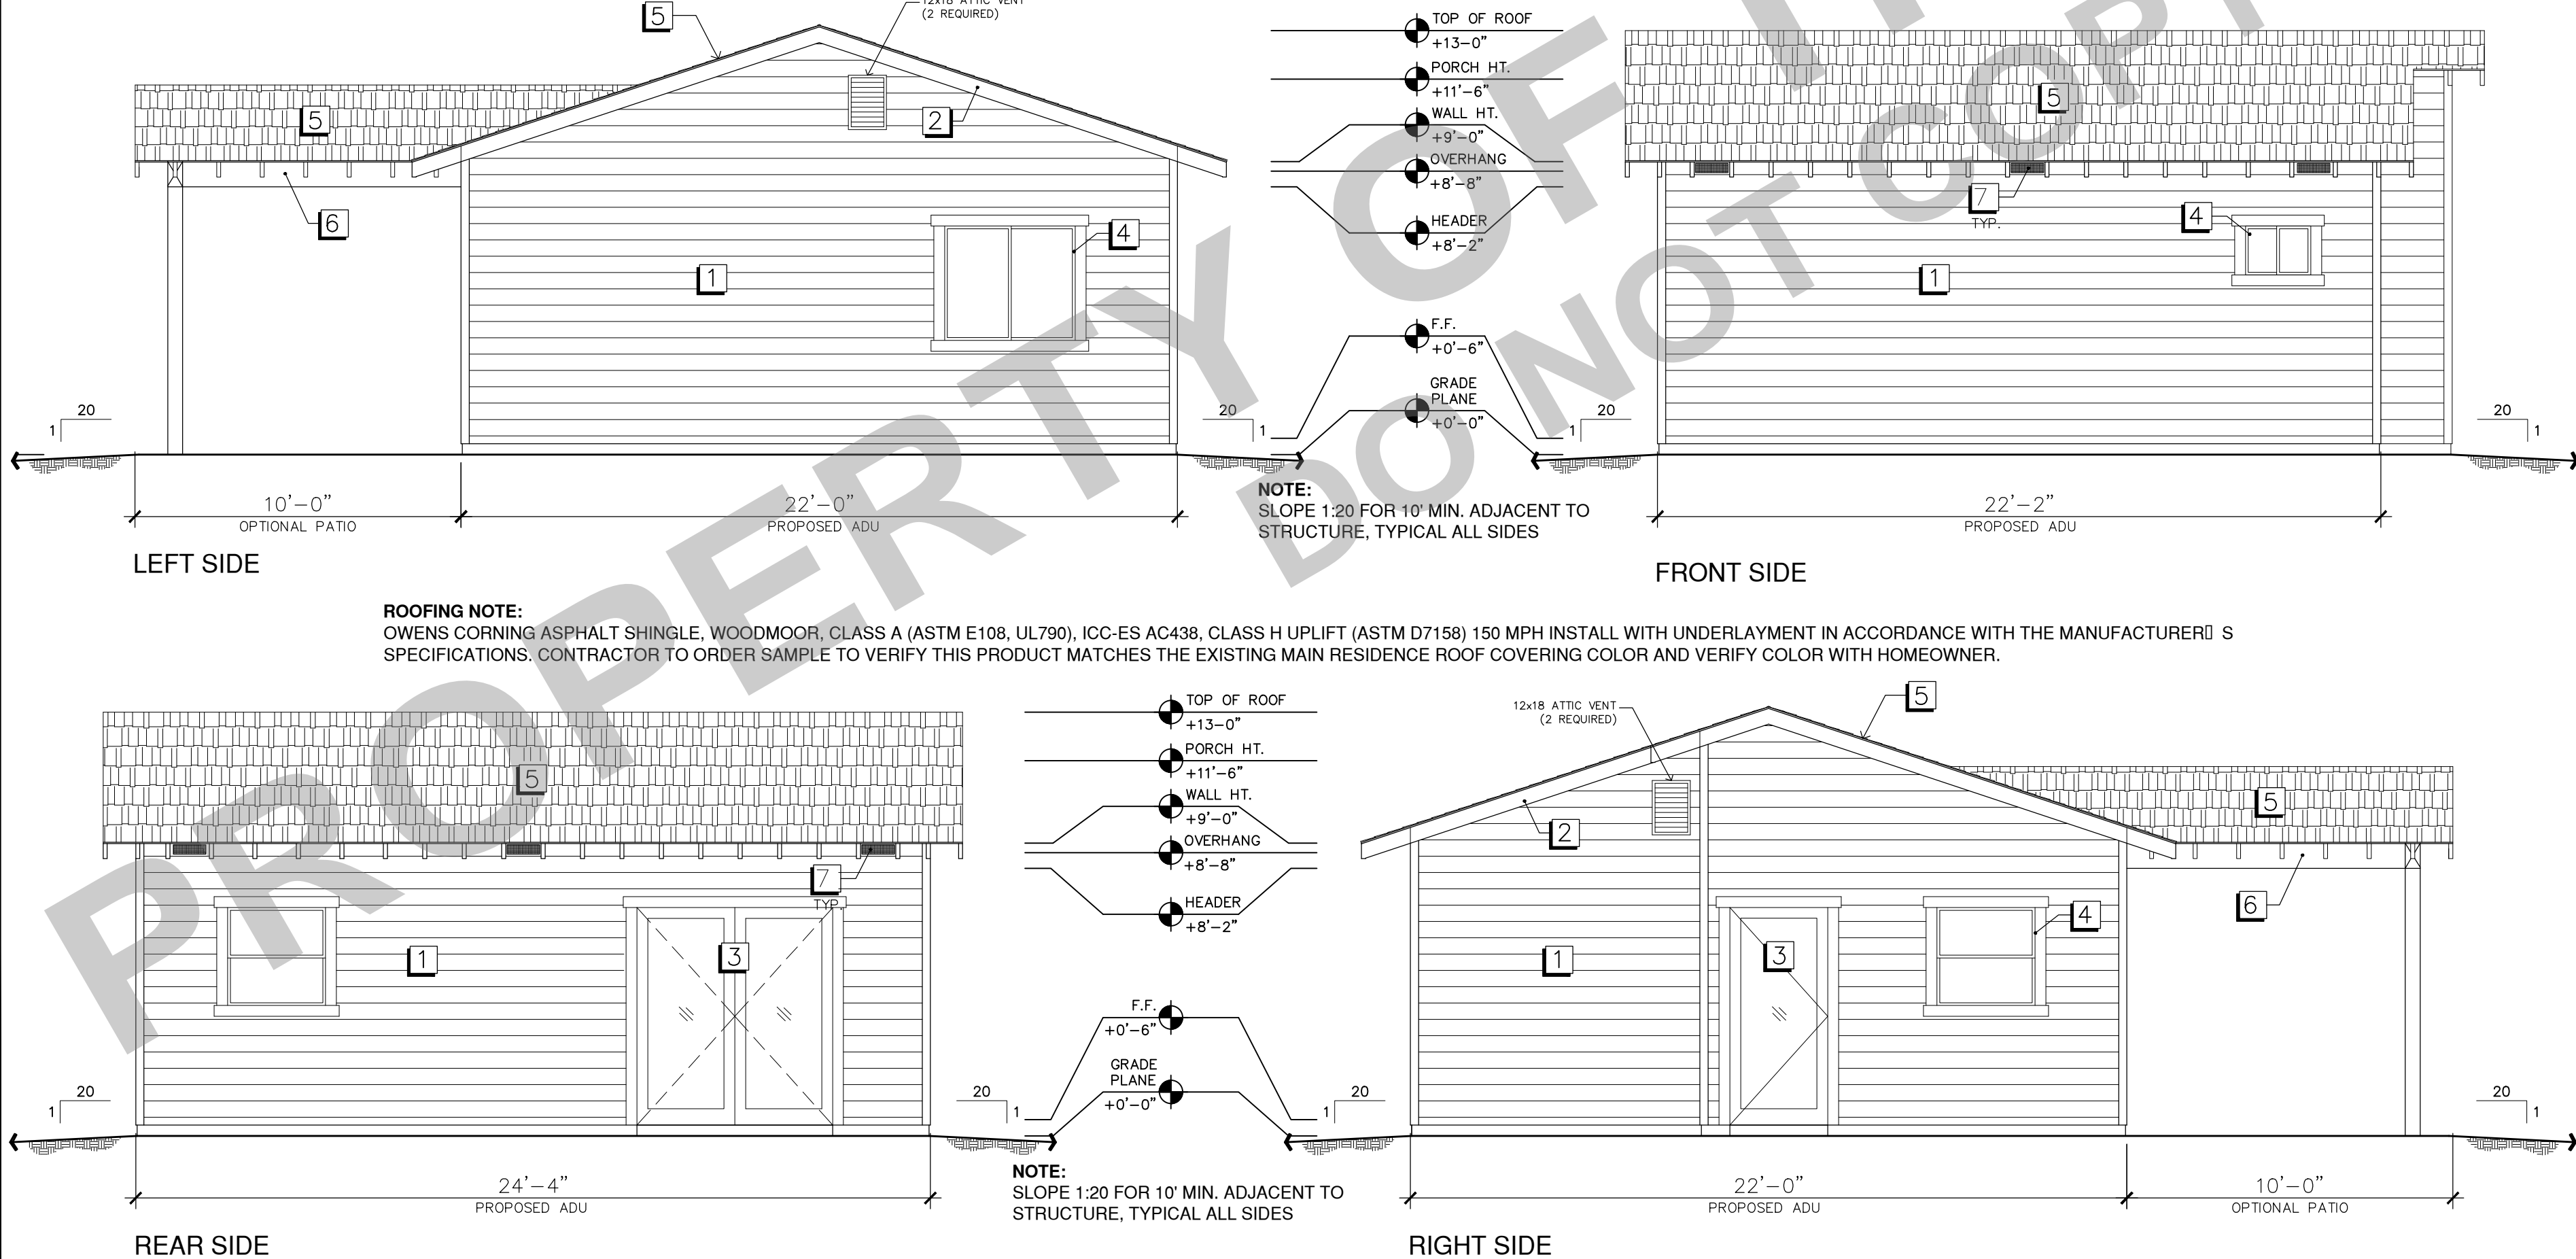 12x18 ATTIC VENT
(2 REQUIRED)
5
5
2
6
4
1
TOP OF ROOF
+13-0"
PORCH HT.
+11'-6"
WALL HT.
+9'-0"
OVERHANG
+8'-8"
HEADER
+8'-2"
F.F.
+0'-6"
GRADE
PLANE
+0'-0"
5
7
TYP.
4
1
20
1
20
1
20
1
20
1
10'-0"
OPTIONAL PATIO
22'-0"
PROPOSED ADU
NOTE:
SLOPE 1:20 FOR 10' MIN. ADJACENT TO
STRUCTURE, TYPICAL ALL SIDES
22'-2"
PROPOSED ADU
LEFT SIDE
FRONT SIDE
ROOFING NOTE:
OWENS CORNING ASPHALT SHINGLE, WOODMOOR, CLASS A (ASTM E108, UL790), ICC-ES AC438, CLASS H UPLIFT (ASTM D7158) 150 MPH INSTALL WITH UNDERLAYMENT IN ACCORDANCE WITH THE MANUFACTURER▯ S
SPECIFICATIONS. CONTRACTOR TO ORDER SAMPLE TO VERIFY THIS PRODUCT MATCHES THE EXISTING MAIN RESIDENCE ROOF COVERING COLOR AND VERIFY COLOR WITH HOMEOWNER.
5
7
TYP.
1
3
TOP OF ROOF
+13-0"
PORCH HT.
+11'-6"
WALL HT.
+9'-0"
OVERHANG
+8'-8"
HEADER
+8'-2"
F.F.
+0'-6"
GRADE
PLANE
+0'-0"
12x18 ATTIC VENT
(2 REQUIRED)
5
5
2
6
4
1
3
20
1
20
1
20
1
20
1
24'-4"
PROPOSED ADU
NOTE:
SLOPE 1:20 FOR 10' MIN. ADJACENT TO
STRUCTURE, TYPICAL ALL SIDES
22'-0"
PROPOSED ADU
10'-0"
OPTIONAL PATIO
REAR SIDE
RIGHT SIDE
PROPERTY OF
DO NOT COPY